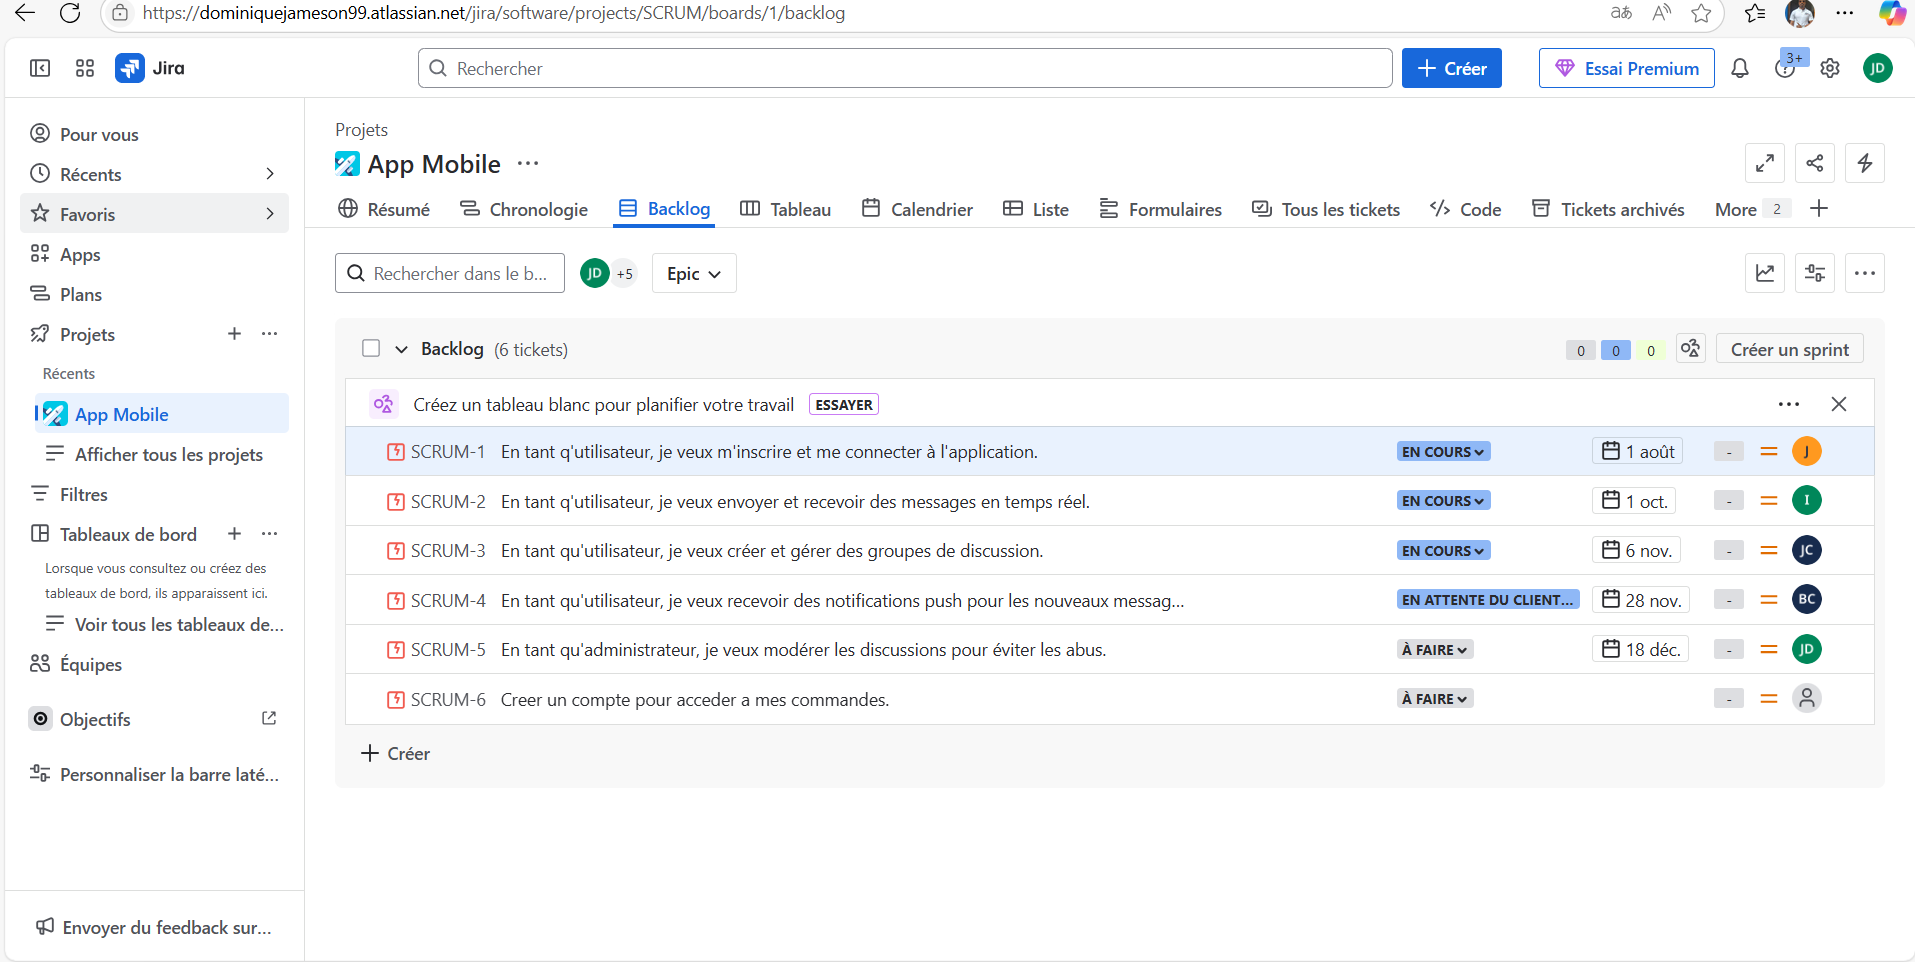 https://dominiquejameson99.atlassian.net/jira/software/projects/SCRUM/boards/1/backlog
aあ
A
Jira
Rechercher
Créer
Essai Premium
3+
JD
Pour vous
Récents
Favoris
Apps
Plans
Projets
Récents
App Mobile
Afficher tous les projets
Filtres
Tableaux de bord
Lorsque vous consultez ou créez des
tableaux de bord, ils apparaissent ici.
Voir tous les tableaux de...
Équipes
Objectifs
Personnaliser la barre laté...
Envoyer du feedback sur...
Projets
App Mobile
Résumé
Chronologie
Backlog
Tableau
Calendrier
Liste
Formulaires
Tous les tickets
Code
Tickets archivés
More 2
Rechercher dans le b...
JD +5
Epic
Backlog (6 tickets)
0 0 0
Créer un sprint
Créez un tableau blanc pour planifier votre travail ESSAYER
SCRUM-1 En tant q'utilisateur, je veux m'inscrire et me connecter à l'application. EN COURS 1 août - J
SCRUM-2 En tant q'utilisateur, je veux envoyer et recevoir des messages en temps réel. EN COURS 1 oct. - I
SCRUM-3 En tant qu'utilisateur, je veux créer et gérer des groupes de discussion. EN COURS 6 nov. - JC
SCRUM-4 En tant qu'utilisateur, je veux recevoir des notifications push pour les nouveaux messag... EN ATTENTE DU CLIENT... 28 nov. - BC
SCRUM-5 En tant qu'administrateur, je veux modérer les discussions pour éviter les abus. À FAIRE 18 déc. - JD
SCRUM-6 Creer un compte pour acceder a mes commandes. À FAIRE -
Créer